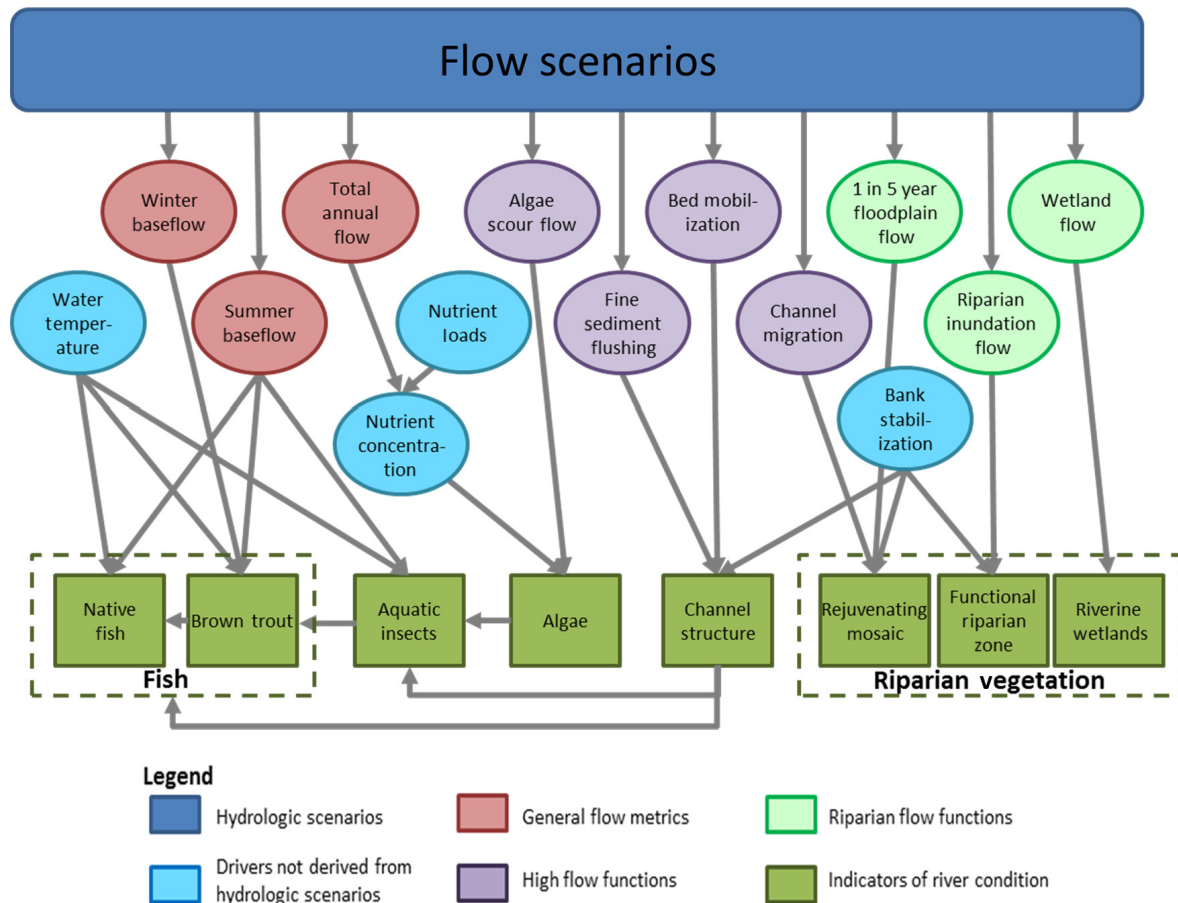 Flow scenarios
Winter
baseflow
Total
annual
flow
Algae
scour flow
Bed mobil-
ization
1 in 5 year
floodplain
flow
Wetland
flow
Water
temper-
ature
Summer
baseflow
Nutrient
loads
Fine
sediment
flushing
Channel
migration
Riparian
inundation
flow
Nutrient
concentra-
tion
Bank
stabil-
ization
Native
fish
Brown trout
Aquatic
insects
Algae
Channel
structure
Rejuvenating
mosaic
Functional
riparian
zone
Riverine
wetlands
Fish
Riparian vegetation
Legend
Hydrologic scenarios
General flow metrics
Riparian flow functions
Drivers not derived from
hydrologic scenarios
High flow functions
Indicators of river condition